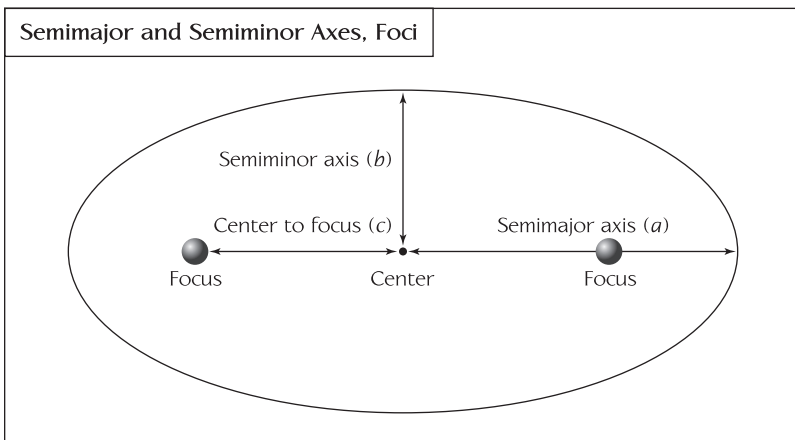 Semimajor and Semiminor Axes, Foci
Semiminor axis (b)
Center to focus (c)
Semimajor axis (a)
Focus
Center
Focus